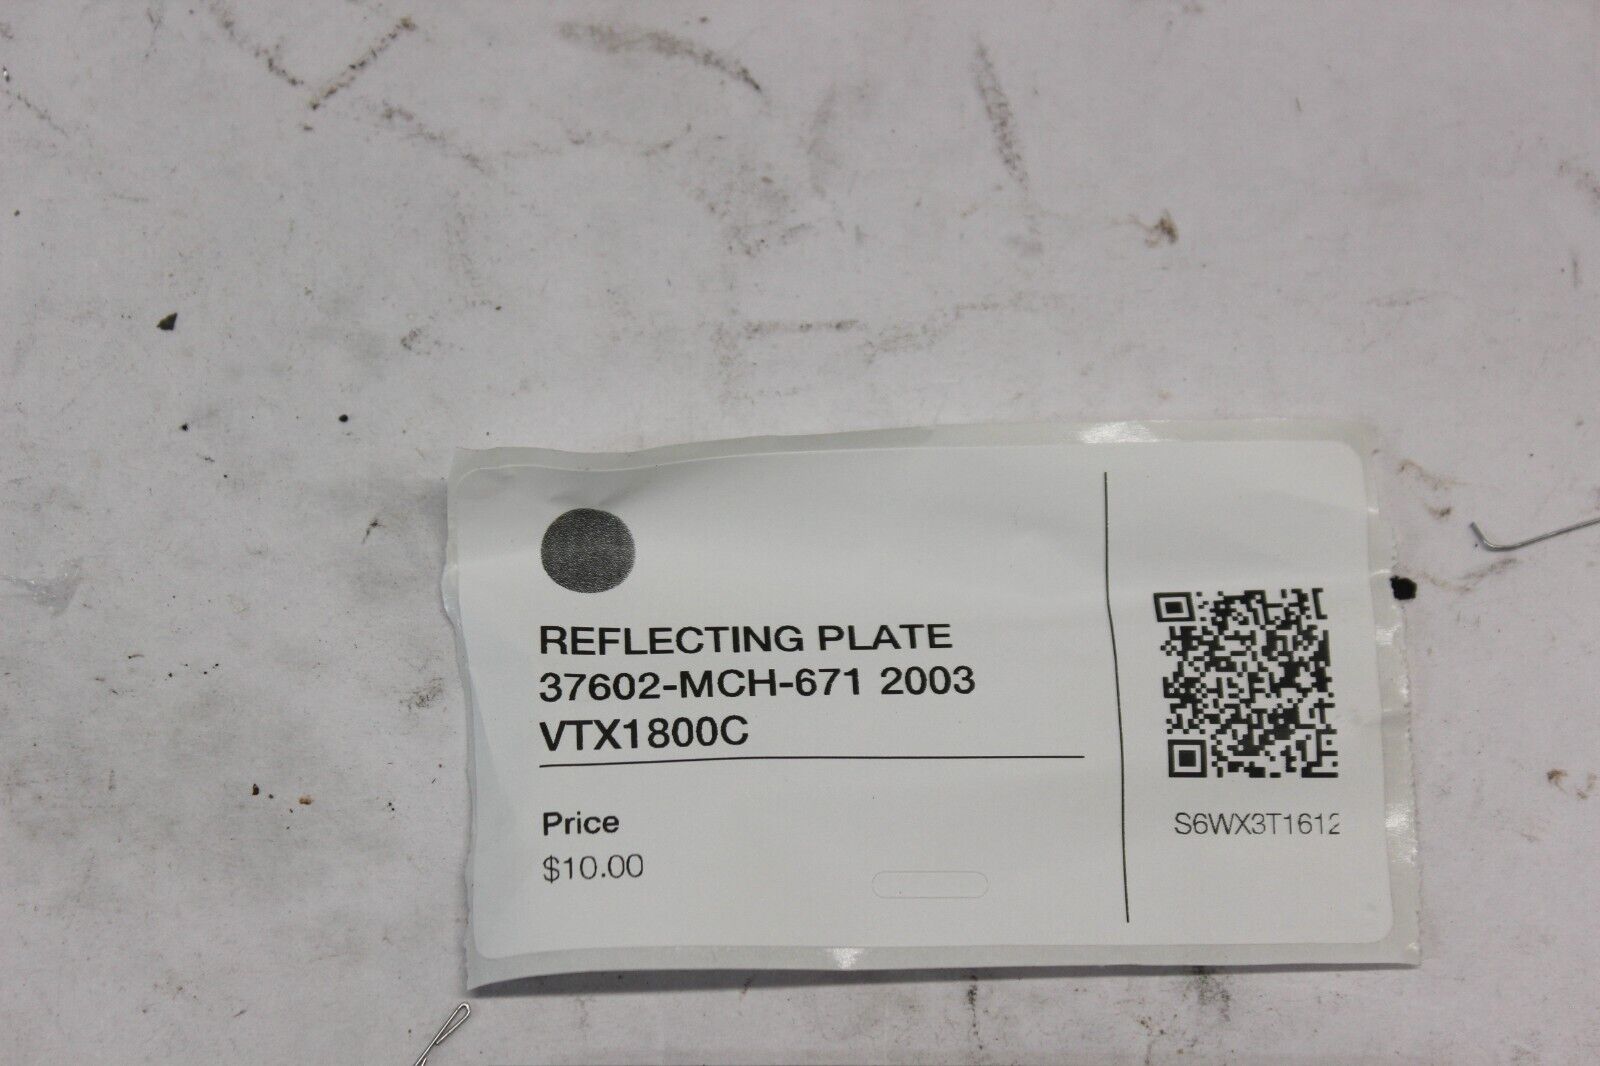 REFLECTING PLATE
37602-MCH-671 2003
VTX1800C
Price
$10.00
S6WX3T1612